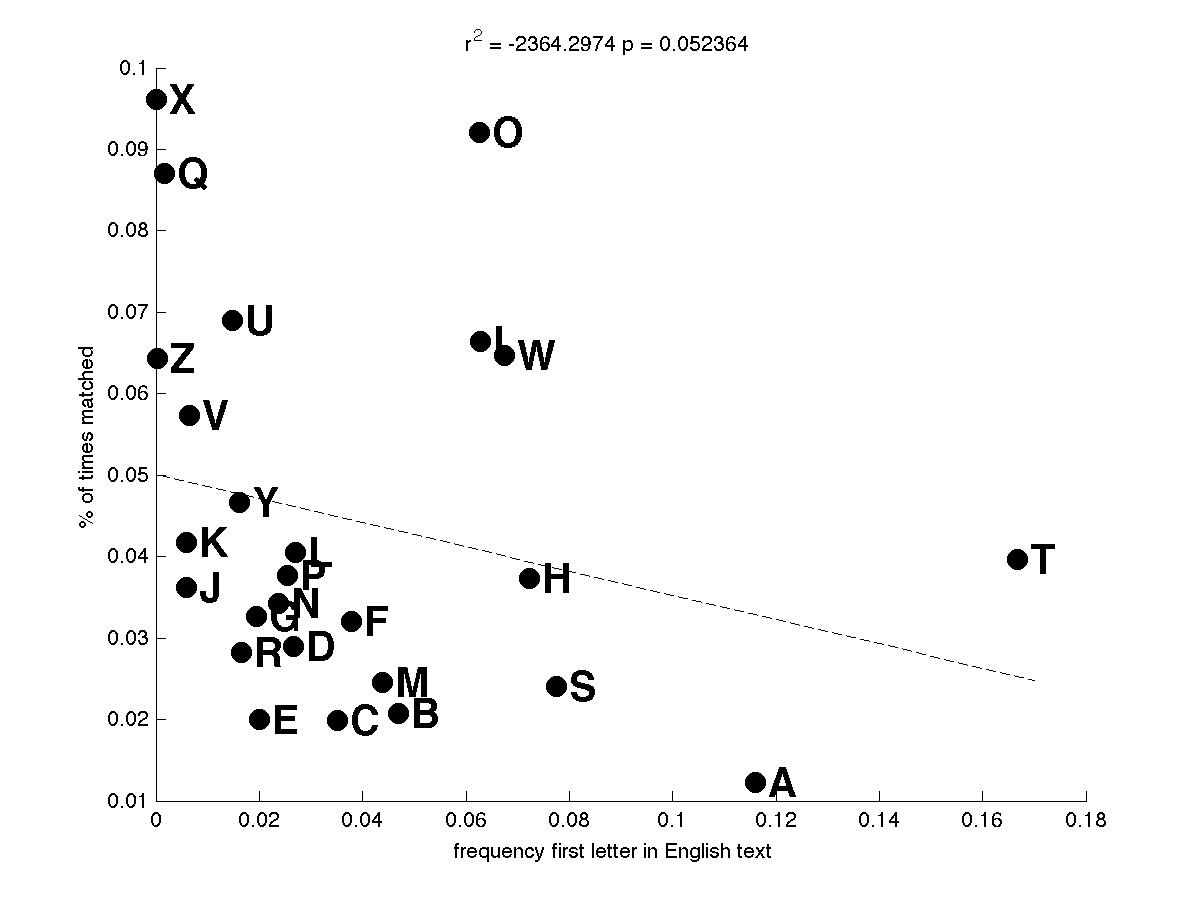 r2 = -2364.2974 p = 0.052364
0.1
X
O
0.09
Q
0.08
0.07
U
I
W
Z
0.06
V
0.05
Y
K
L
T
0.04
P
H
J
N
G
F
0.03
D
R
M
S
B
0.02
E
C
A
0.01
0 0.02 0.04 0.06 0.08 0.1 0.12 0.14 0.16 0.18
% of times matched
frequency first letter in English text